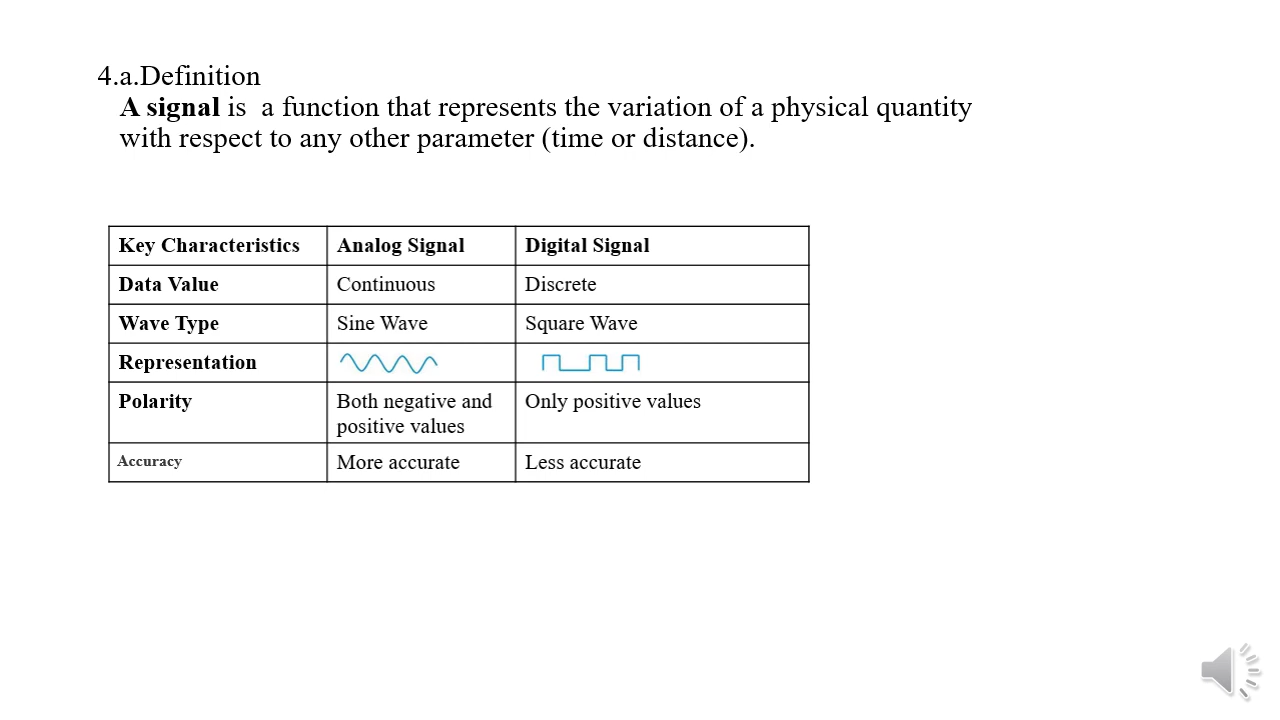 4.a.Definition
A signal is  a function that represents the variation of a physical quantity
with respect to any other parameter (time or distance).
Key Characteristics Analog Signal Digital Signal
Data Value Continuous Discrete
Wave Type Sine Wave Square Wave
Representation
Polarity Both negative and Only positive values
positive values
Accuracy More accurate Less accurate